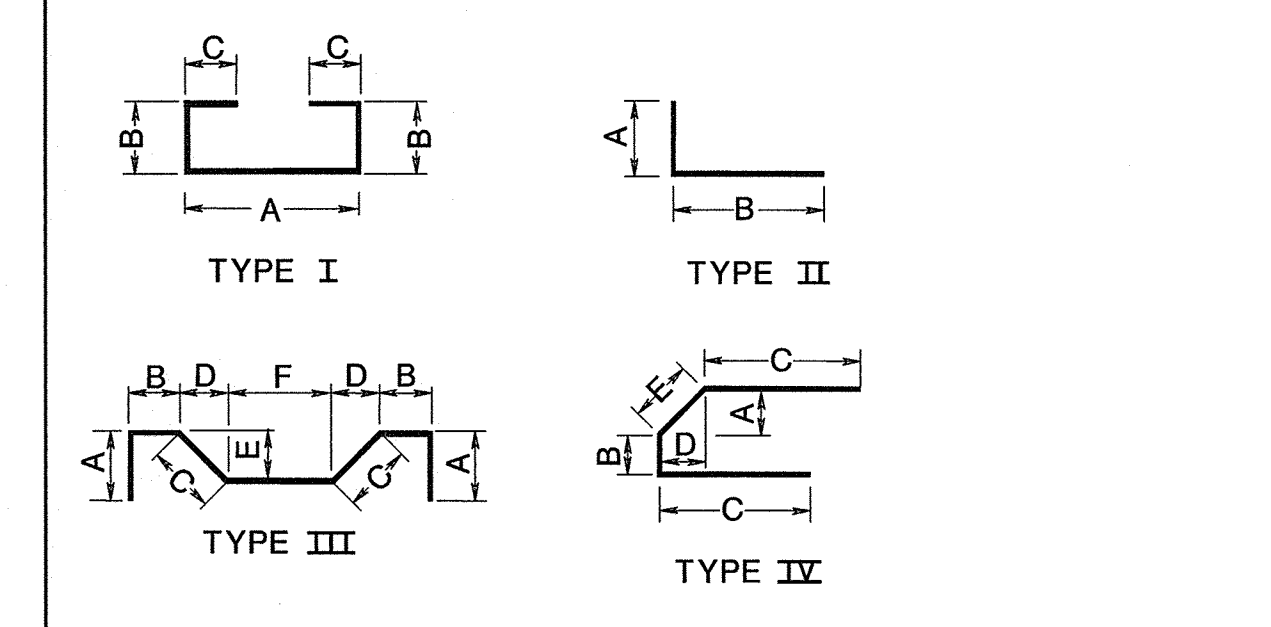 C C
B B
A
TYPE I
A
B
TYPE II
B D F D B
A E A
C C
TYPE III
C
E
A
B D
C
TYPE IV